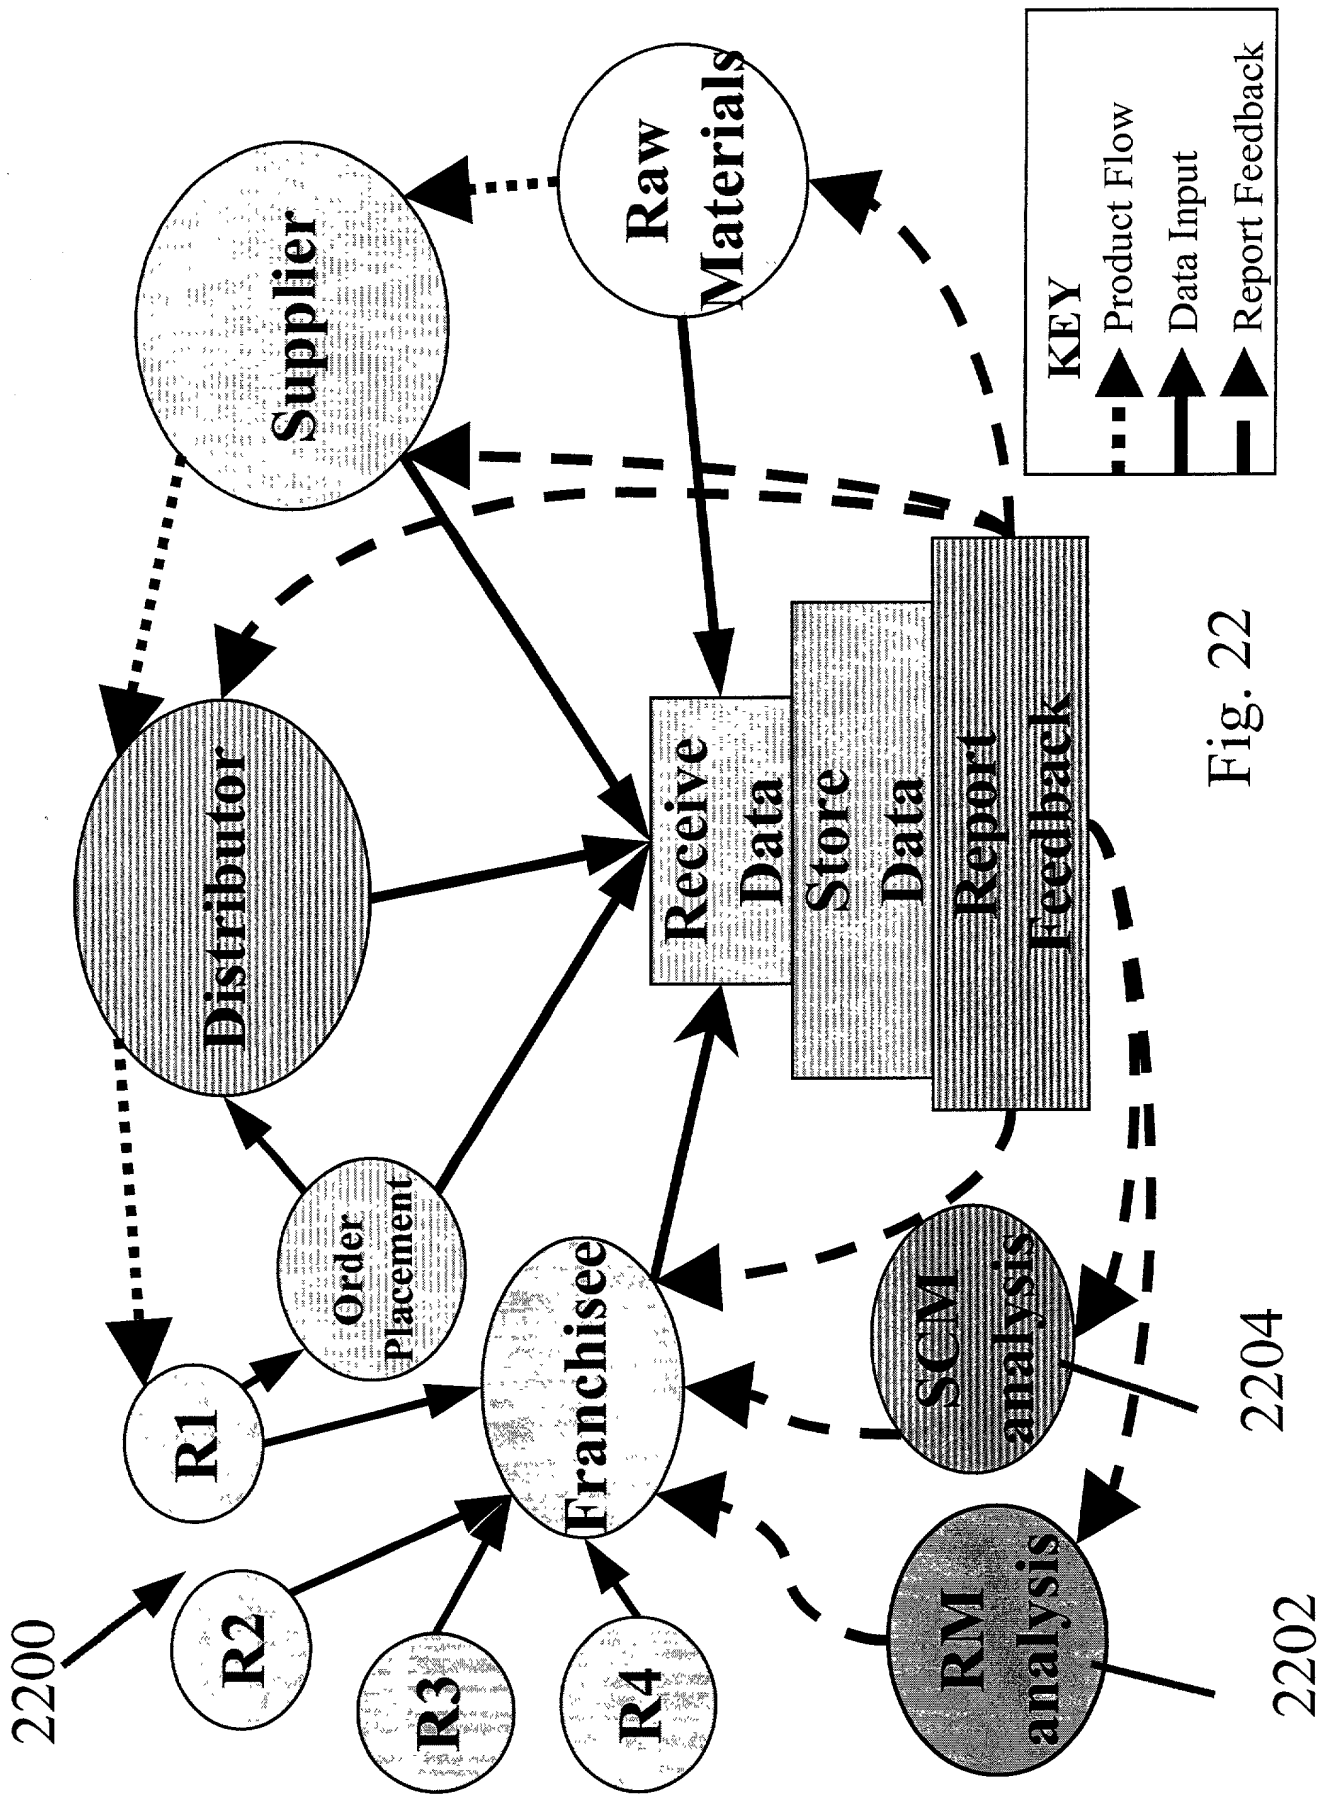 2200
R1
R2
R3
R4
Order
Placement
Distributor
Supplier
Raw
Materials
Franchisee
Receive
Data
Store
Data
Report
Feedback
RM
analysis
SCM
analysis
2202
2204
KEY
Product Flow
Data Input
Report Feedback
Fig. 22